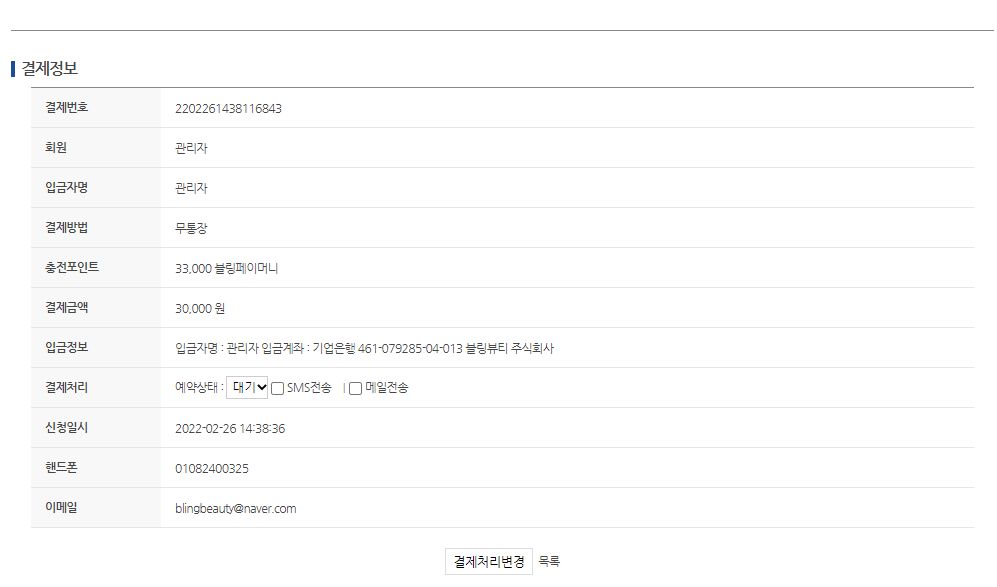 결제정보
결제번호 2202261438116843
회원 관리자
입금자명 관리자
결제방법 무통장
충전포인트 33,000 블링페이머니
결제금액 30,000 원
입금정보 입금자명 : 관리자 입금계좌 : 기업은행 461-079285-04-013 블링뷰티 주식회사
결제처리 예약상태 : 대기 SMS전송 | 메일전송
신청일시 2022-02-26 14:38:36
핸드폰 01082400325
이메일 blingbeauty@naver.com
결제처리변경 목록